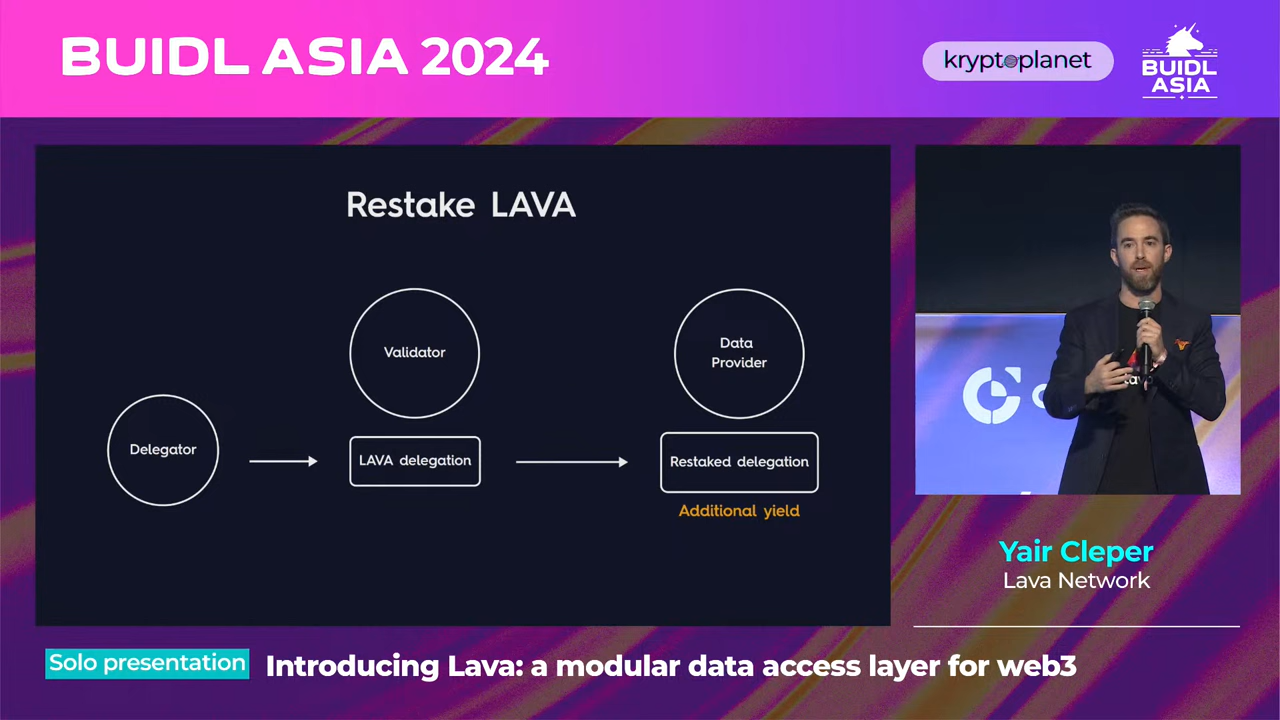 BUIDL ASIA 2024
kryptoplanet
BUIDL
ASIA
Restake LAVA
Validator
Data
Provider
Delegator
LAVA delegation
Restaked delegation
Additional yield
Yair Cleper
Lava Network
Solo presentation
Introducing Lava: a modular data access layer for web3